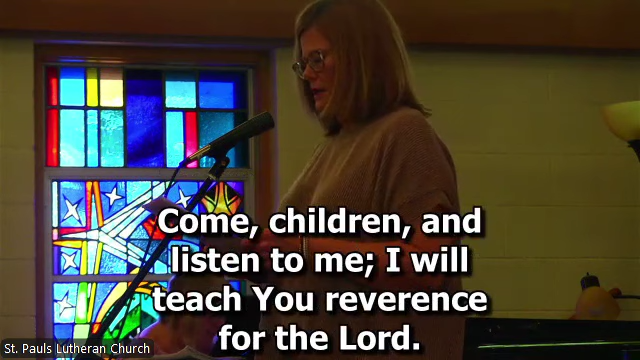 Come, children, and
listen to me; I will
teach You reverence
for the Lord.
St. Pauls Lutheran Church